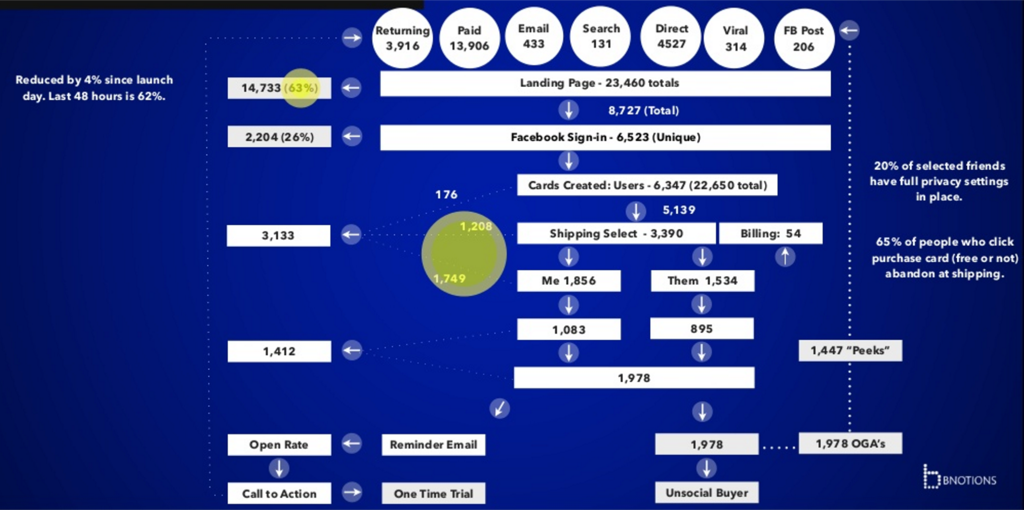 Returning
3,916
Paid
13,906
Email
433
Search
131
Direct
4527
Viral
314
FB Post
206
Reduced by 4% since launch
day. Last 48 hours is 62%.
14,733 (63%)
Landing Page - 23,460 totals
8,727 (Total)
2,204 (26%)
Facebook Sign-in - 6,523 (Unique)
20% of selected friends
have full privacy settings
in place.
Cards Created: Users - 6,347 (22,650 total)
176
5,139
3,133
1,208
Shipping Select - 3,390
Billing: 54
65% of people who click
purchase card (free or not)
abandon at shipping.
1,749
Me 1,856
Them 1,534
1,083
895
1,412
1,447 “Peeks”
1,978
Open Rate
Reminder Email
1,978
1,978 OGA’s
Call to Action
One Time Trial
Unsocial Buyer
BNOTIONS